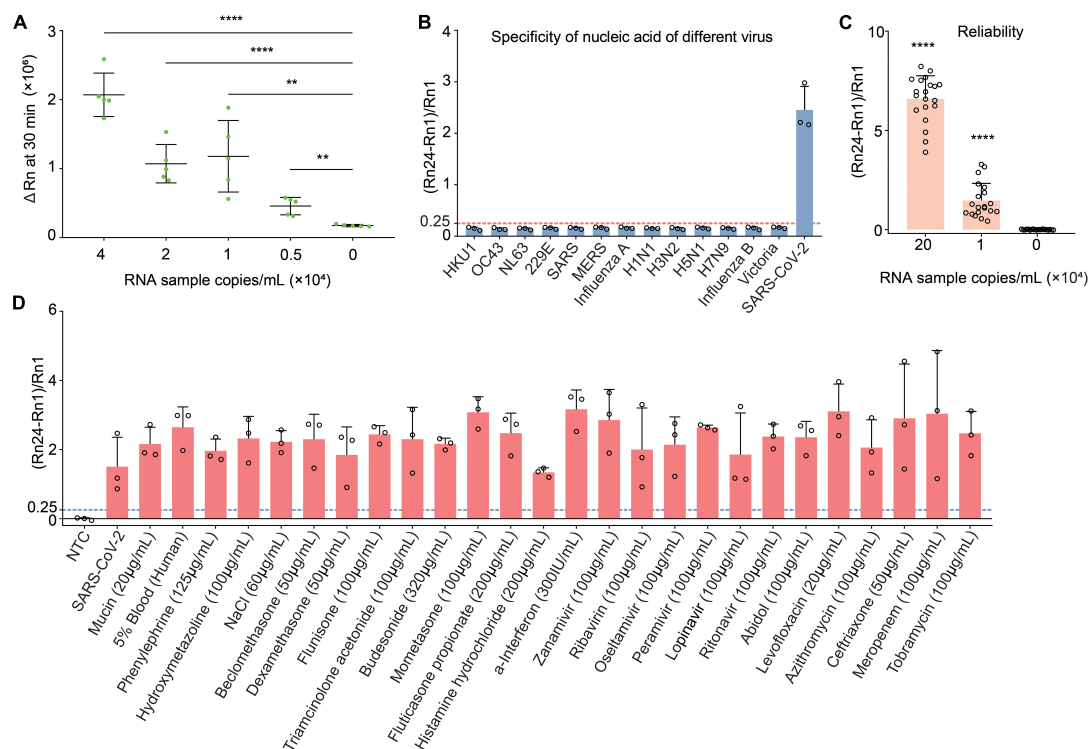 A
****
****
**
**
Δ Rn at 30 min (×10⁶)
3
2
1
0
4
2
1
0.5
0
RNA sample copies/mL (×10⁴)
B
Specificity of nucleic acid of different virus
(Rn24-Rn1)/Rn1
4
3
2
1
0.25
0
HKU1
OC43
NL63
229E
SARS
MERS
Influenza A
H1N1
H3N2
H5N1
H7N9
Influenza B
Victoria
SARS-CoV-2
C
Reliability
(Rn24-Rn1)/Rn1
10
5
0
****
****
20
1
0
RNA sample copies/mL (×10⁴)
D
(Rn24-Rn1)/Rn1
6
4
2
0.25
0
NTC
SARS-CoV-2
Mucin (20μg/mL)
5% Blood (Human)
Phenylephrine (125μg/mL)
Hydroxymetazoline (100μg/mL)
NaCl (60μg/mL)
Beclomethasone (50μg/mL)
Dexamethasone (50μg/mL)
Flunisone (100μg/mL)
Triamcinolone acetonide (100μg/mL)
Budesonide (320μg/mL)
Mometasone (100μg/mL)
Fluticasone propionate (200μg/mL)
Histamine hydrochloride (200μg/mL)
a-Interferon (300IU/mL)
Zanamivir (100μg/mL)
Ribavirin (100μg/mL)
Oseltamivir (100μg/mL)
Peramivir (100μg/mL)
Lopinavir (100μg/mL)
Ritonavir (100μg/mL)
Abidol (100μg/mL)
Levofloxacin (20μg/mL)
Azithromycin (100μg/mL)
Ceftriaxone (50μg/mL)
Meropenem (100μg/mL)
Tobramycin (100μg/mL)